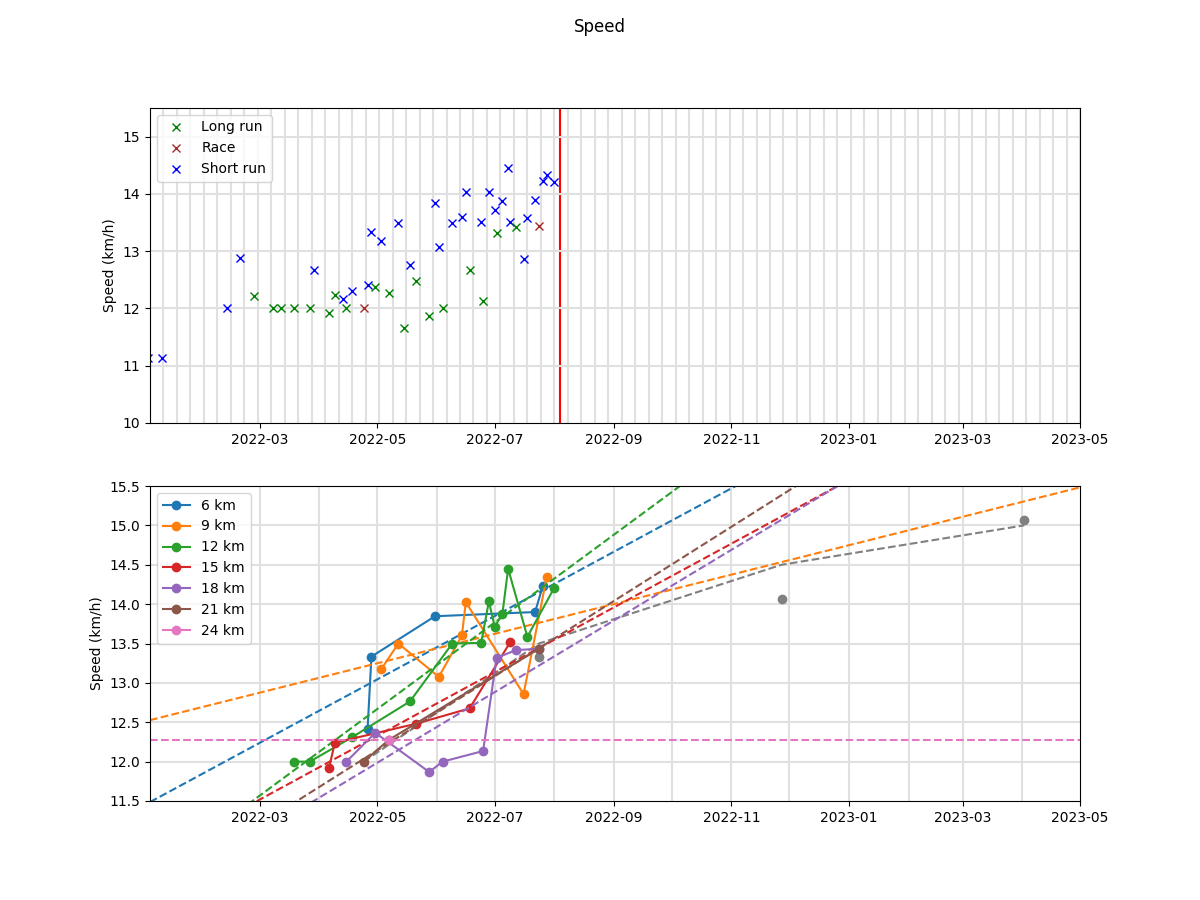 Speed
Speed (km/h)
15
14
13
12
11
10
Long run
Race
Short run
2022-03 2022-05 2022-07 2022-09 2022-11 2023-01 2023-03 2023-05
Speed (km/h)
15.5
15.0
14.5
14.0
13.5
13.0
12.5
12.0
11.5
6 km
9 km
12 km
15 km
18 km
21 km
24 km
2022-03 2022-05 2022-07 2022-09 2022-11 2023-01 2023-03 2023-05